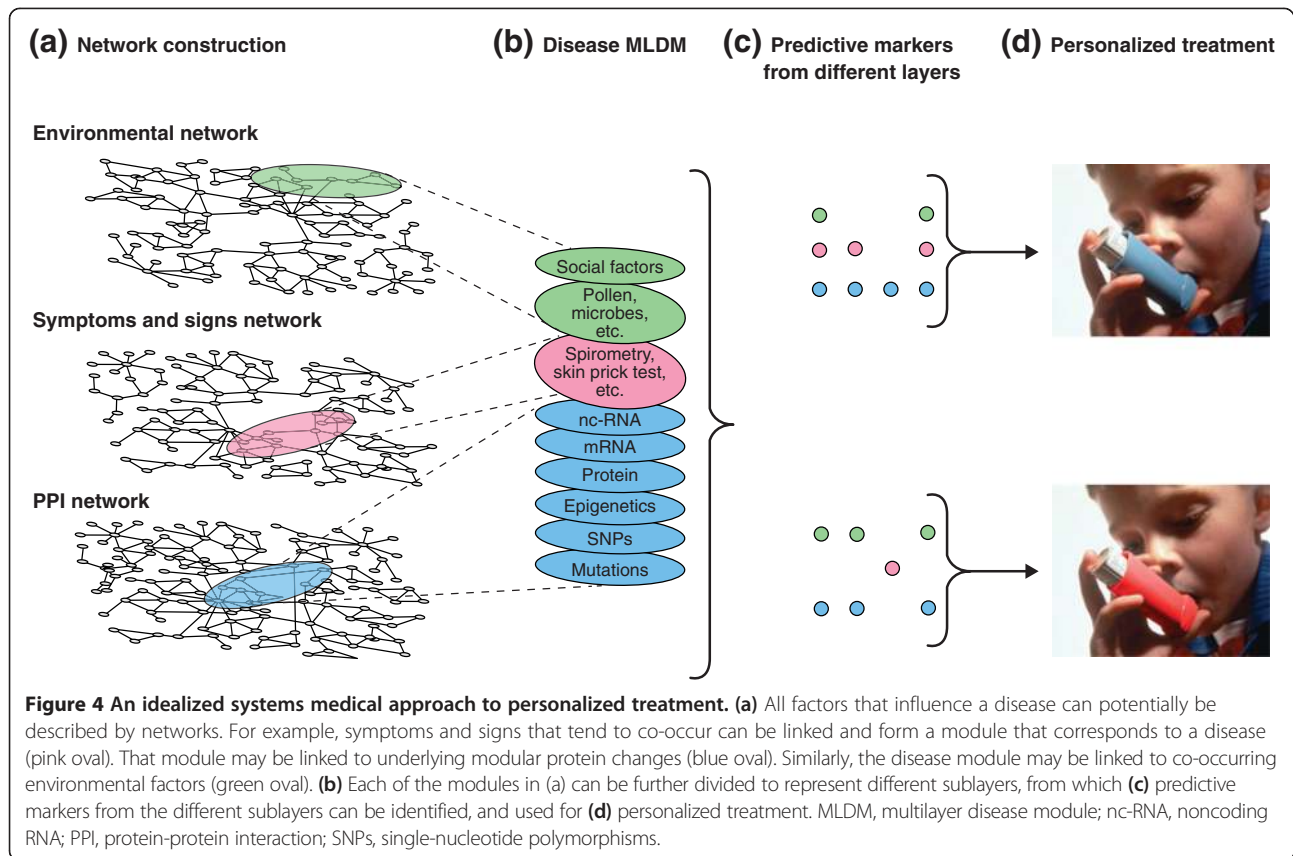 (a) Network construction
(b) Disease MLDM
(c) Predictive markers
from different layers
(d) Personalized treatment
Environmental network
Symptoms and signs network
PPI network
Social factors
Pollen,
microbes,
etc.
Spirometry,
skin prick test,
etc.
nc-RNA
mRNA
Protein
Epigenetics
SNPs
Mutations
Figure 4 An idealized systems medical approach to personalized treatment. (a) All factors that influence a disease can potentially be
described by networks. For example, symptoms and signs that tend to co-occur can be linked and form a module that corresponds to a disease
(pink oval). That module may be linked to underlying modular protein changes (blue oval). Similarly, the disease module may be linked to co-occurring
environmental factors (green oval). (b) Each of the modules in (a) can be further divided to represent different sublayers, from which (c) predictive
markers from the different sublayers can be identified, and used for (d) personalized treatment. MLDM, multilayer disease module; nc-RNA, noncoding
RNA; PPI, protein-protein interaction; SNPs, single-nucleotide polymorphisms.